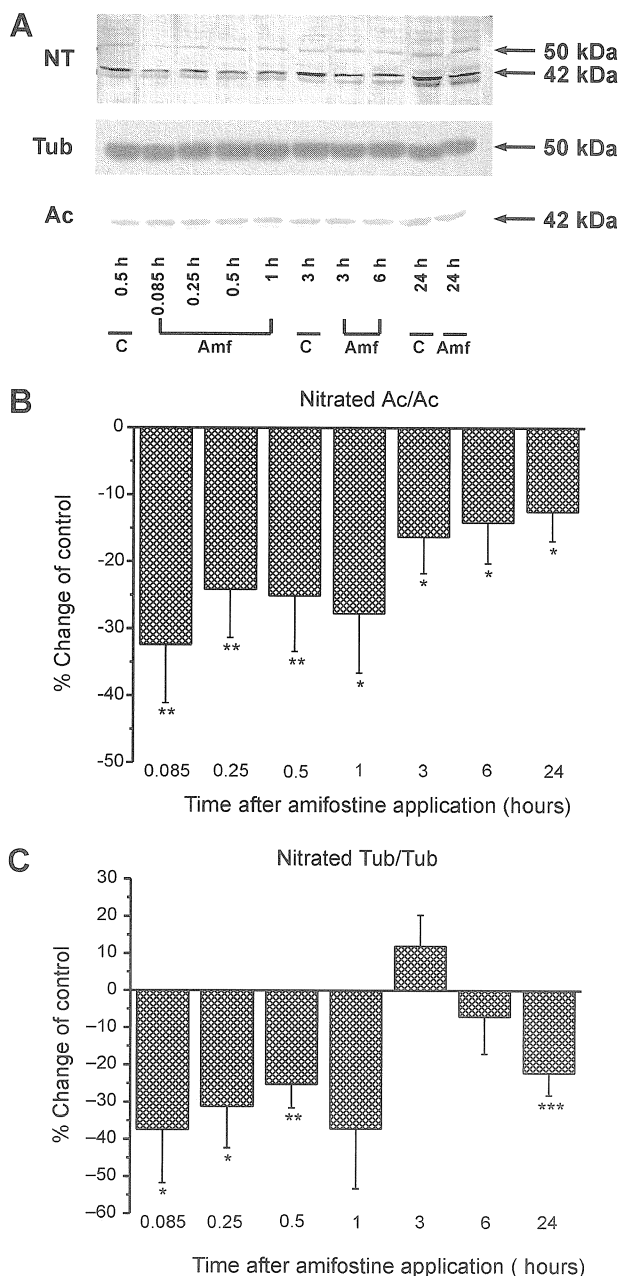 A
NT
50 kDa
42 kDa
Tub
50 kDa
Ac
42 kDa
0.5 h 0.085 h 0.25 h 0.5 h 1 h 3 h 3 h 6 h 24 h 24 h
C Amf C Amf C Amf
B
Nitrated Ac/Ac
% Change of control
0
-10
-20
-30
-40
-50
** ** ** * * * *
0.085 0.25 0.5 1 3 6 24
Time after amifostine application (hours)
C
Nitrated Tub/Tub
% Change of control
30
20
10
0
-10
-20
-30
-40
-50
-60
* * ** ***
0.085 0.25 0.5 1 3 6 24
Time after amifostine application ( hours)